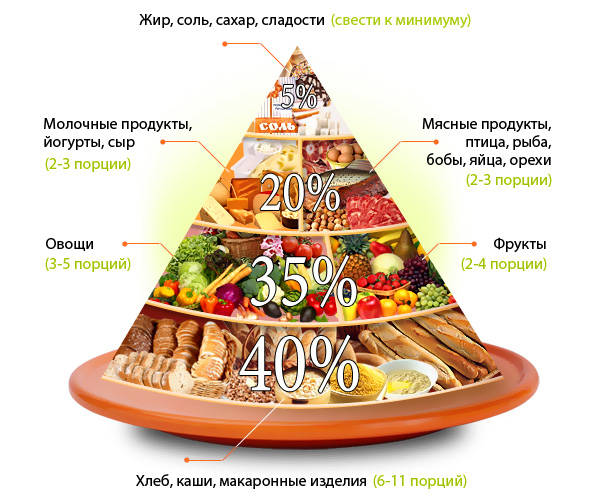 Жир, соль, сахар, сладости (свести к минимуму)
5%
СОЛЬ
Молочные продукты,
йогурты, сыр
(2-3 порции)
Мясные продукты,
птица, рыба,
бобы, яйца, орехи
(2-3 порции)
20%
Овощи
(3-5 порций)
Фрукты
(2-4 порции)
35%
40%
Хлеб, каши, макаронные изделия (6-11 порций)